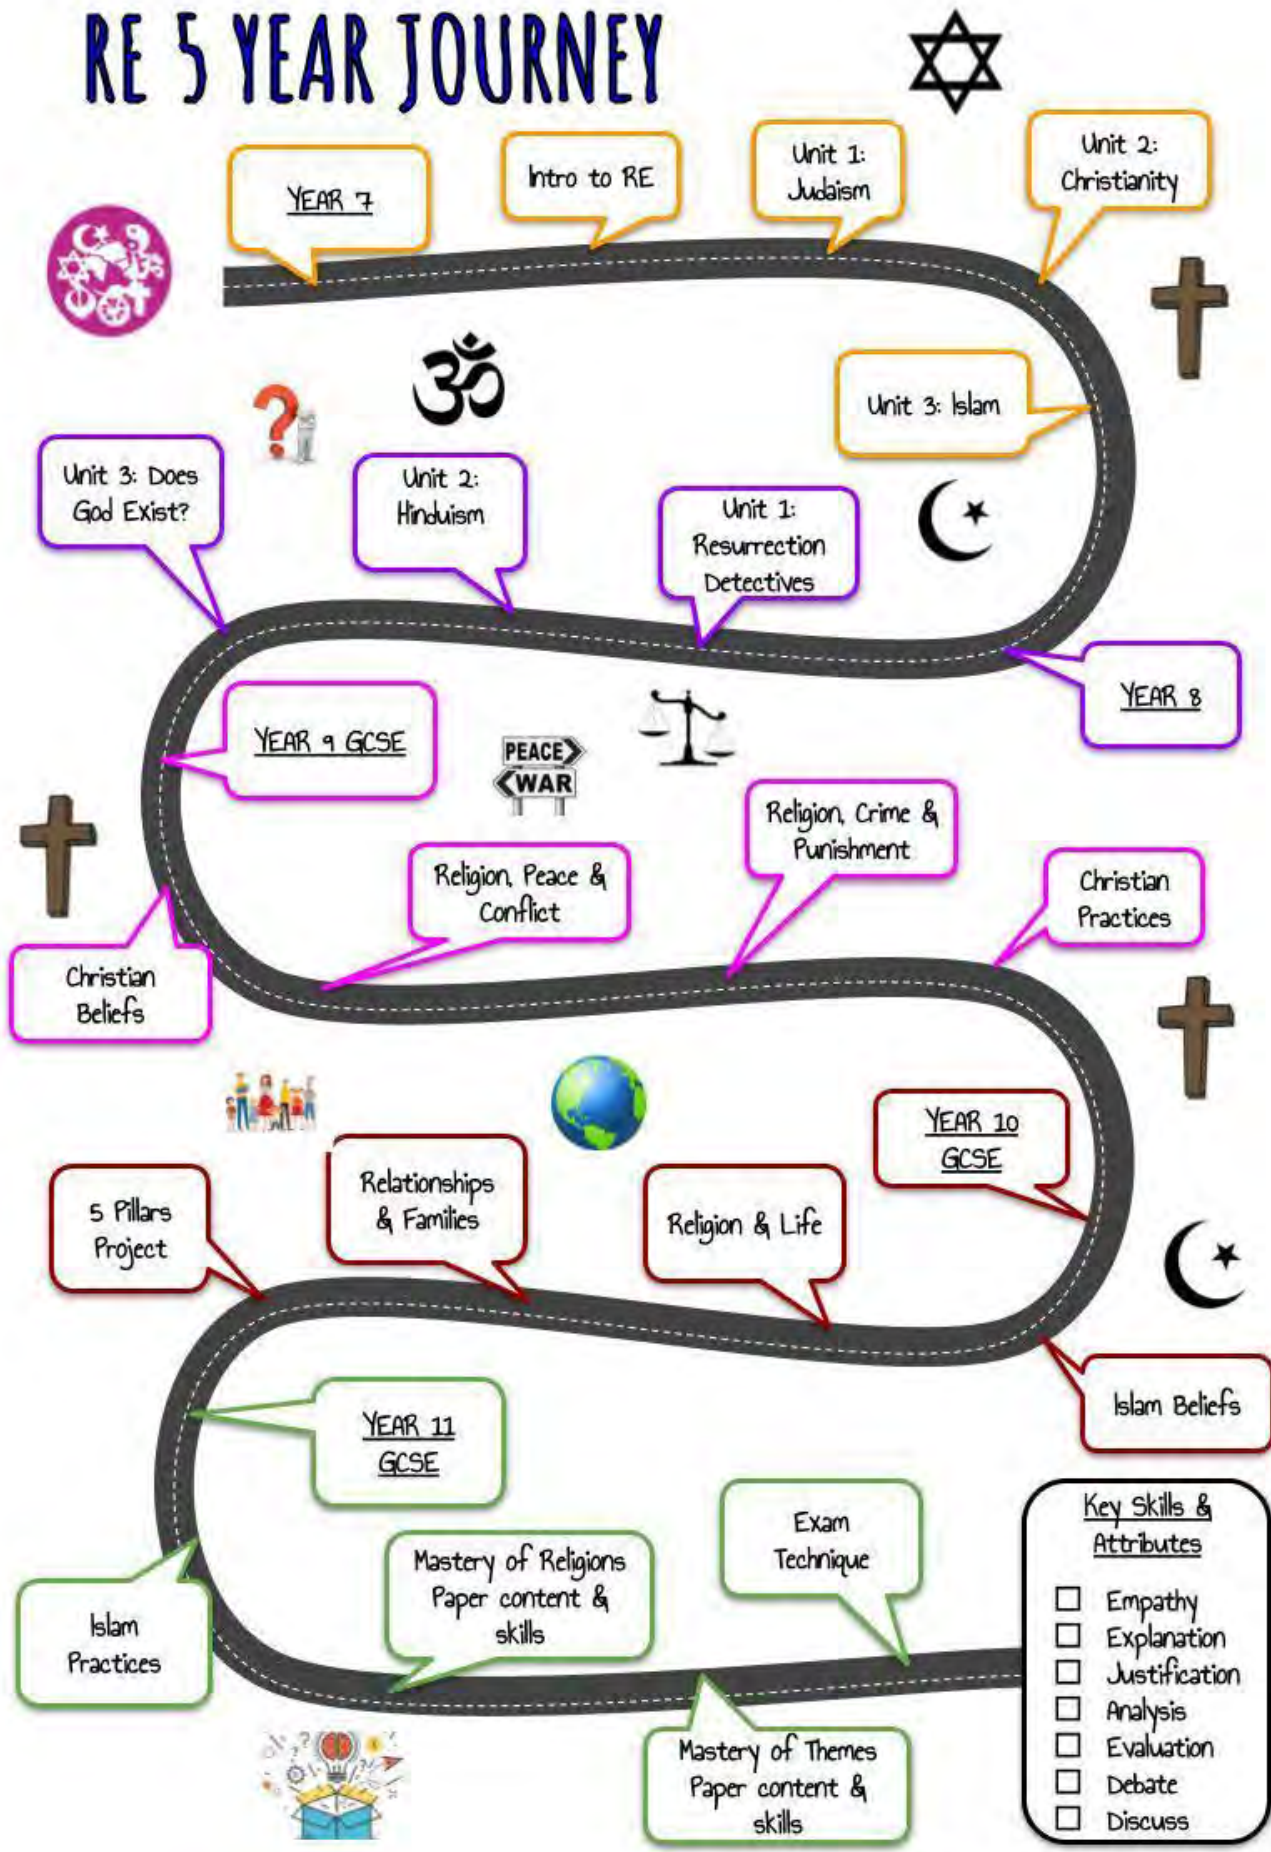 RE 5 YEAR JOURNEY
YEAR 7
Intro to RE
Unit 1:
Judaism
Unit 2:
Christianity
Unit 3: Islam
YEAR 8
Unit 1:
Resurrection
Detectives
Unit 2:
Hinduism
Unit 3: Does
God Exist?
YEAR 9 GCSE
PEACE
WAR
Christian
Beliefs
Religion, Peace &
Conflict
Religion, Crime &
Punishment
Christian
Practices
YEAR 10
GCSE
Islam Beliefs
Religion & Life
Relationships
& Families
5 Pillars
Project
YEAR 11
GCSE
Islam
Practices
Mastery of Religions
Paper content &
skills
Mastery of Themes
Paper content &
skills
Exam
Technique
Key Skills &
Attributes
Empathy
Explanation
Justification
Analysis
Evaluation
Debate
Discuss